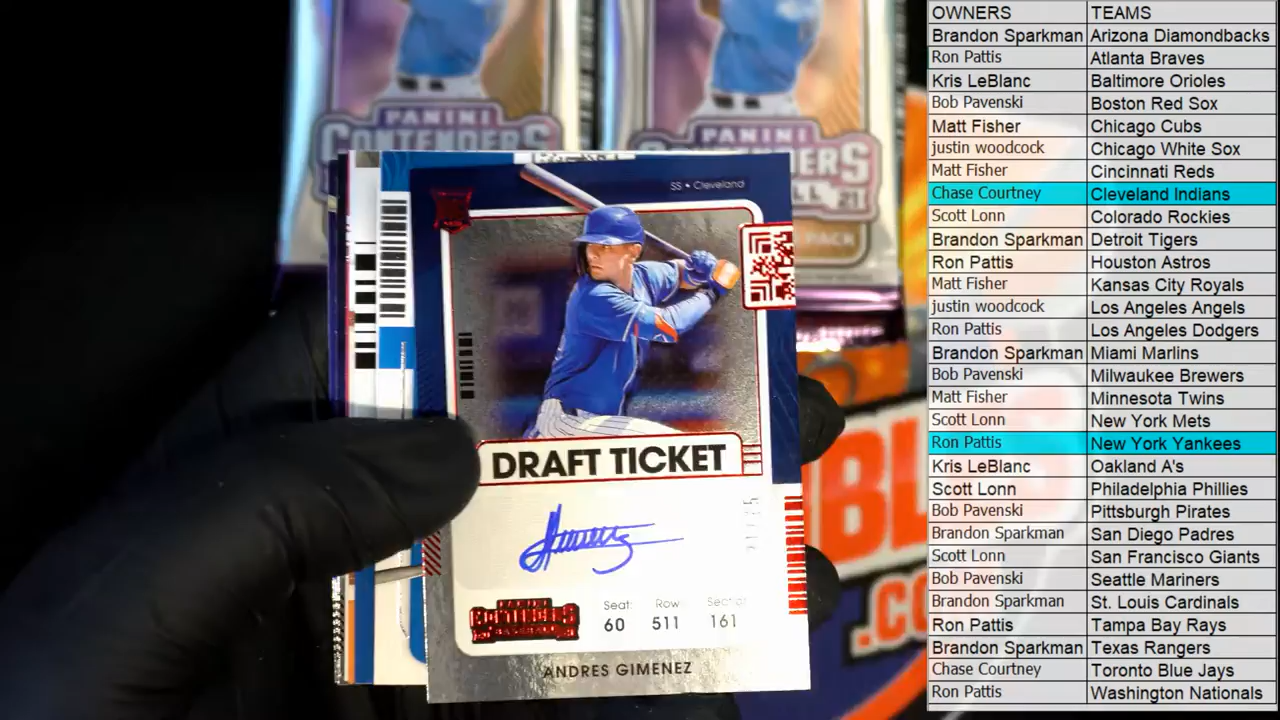 PANINI
CONTENDERS
PANINI
CONTENDERS
21
PACK
SS • Cleveland
DRAFT TICKET
Seat Row Section
60 511 161
PANINI
CONTENDERS
ANDRES GIMENEZ
BL
.CO
OWNERS TEAMS
Brandon Sparkman Arizona Diamondbacks
Ron Pattis Atlanta Braves
Kris LeBlanc Baltimore Orioles
Bob Pavenski Boston Red Sox
Matt Fisher Chicago Cubs
justin woodcock Chicago White Sox
Matt Fisher Cincinnati Reds
Chase Courtney Cleveland Indians
Scott Lonn Colorado Rockies
Brandon Sparkman Detroit Tigers
Ron Pattis Houston Astros
Matt Fisher Kansas City Royals
justin woodcock Los Angeles Angels
Ron Pattis Los Angeles Dodgers
Brandon Sparkman Miami Marlins
Bob Pavenski Milwaukee Brewers
Matt Fisher Minnesota Twins
Scott Lonn New York Mets
Ron Pattis New York Yankees
Kris LeBlanc Oakland A's
Scott Lonn Philadelphia Phillies
Bob Pavenski Pittsburgh Pirates
Brandon Sparkman San Diego Padres
Scott Lonn San Francisco Giants
Bob Pavenski Seattle Mariners
Brandon Sparkman St. Louis Cardinals
Ron Pattis Tampa Bay Rays
Brandon Sparkman Texas Rangers
Chase Courtney Toronto Blue Jays
Ron Pattis Washington Nationals